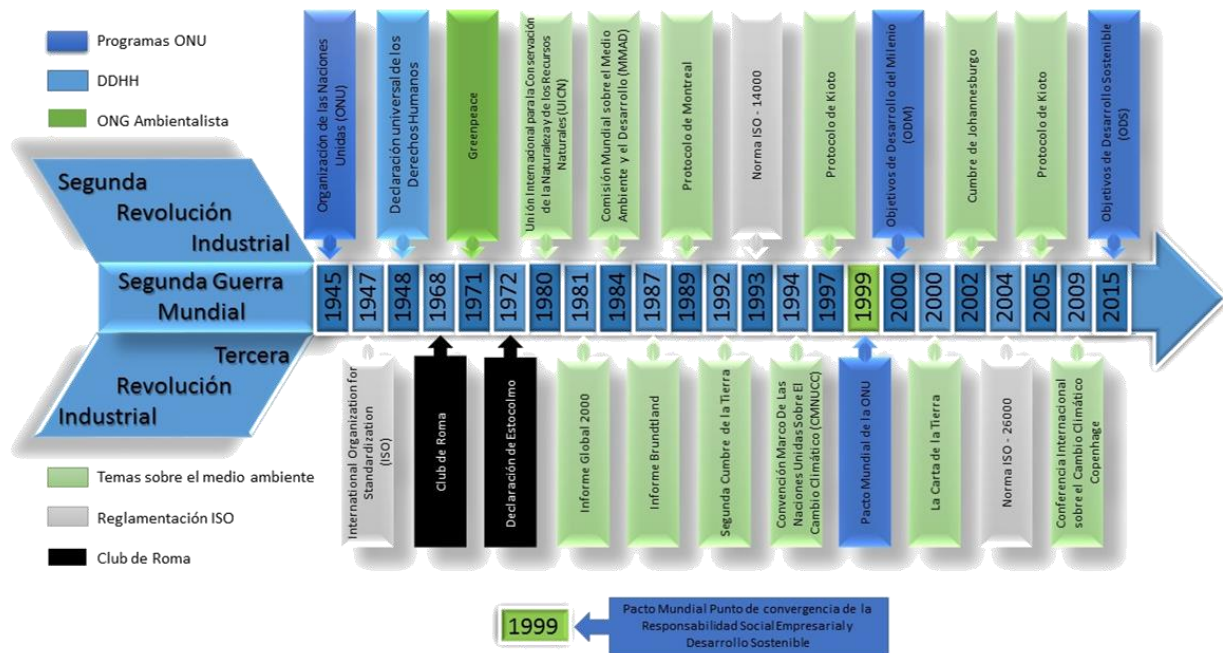 Programas ONU
DDHH
ONG Ambientalista
Segunda
Revolución
Industrial
Segunda Guerra
Mundial
Tercera
Revolución
Industrial
Temas sobre el medio ambiente
Reglamentación ISO
Club de Roma
Organización de las Naciones
Unidas (ONU)
Declaración universal de los
Derechos Humanos
Greenpeace
Unión Internacional para la Conservación
de la Naturaleza y de los Recursos
Naturales (UICN)
Comisión Mundial sobre el Medio
Ambiente y el Desarrollo (MMAD)
Protocolo de Montreal
Norma ISO - 14000
Protocolo de Kioto
Objetivos de Desarrollo del Milenio
(ODM)
Cumbre de Johannesburgo
Protocolo de Kioto
Objetivos de Desarrollo Sostenible
(ODS)
1945
1947
1948
1968
1971
1972
1980
1981
1984
1987
1989
1992
1993
1994
1997
1999
2000
2000
2002
2004
2005
2009
2015
International Organization for
Standardization
(ISO)
Club de Roma
Declaración de Estocolmo
Informe Global 2000
Informe Brundtland
Segunda Cumbre de la Tierra
Convención Marco De Las
Naciones Unidas Sobre El
Cambio Climático (CMNUCC)
Pacto Mundial de la ONU
La Carta de la Tierra
Norma ISO - 26000
Conferencia Internacional
sobre el Cambio Climático
Copenhage
1999
Pacto Mundial Punto de convergencia de la
Responsabilidad Social Empresarial y
Desarrollo Sostenible